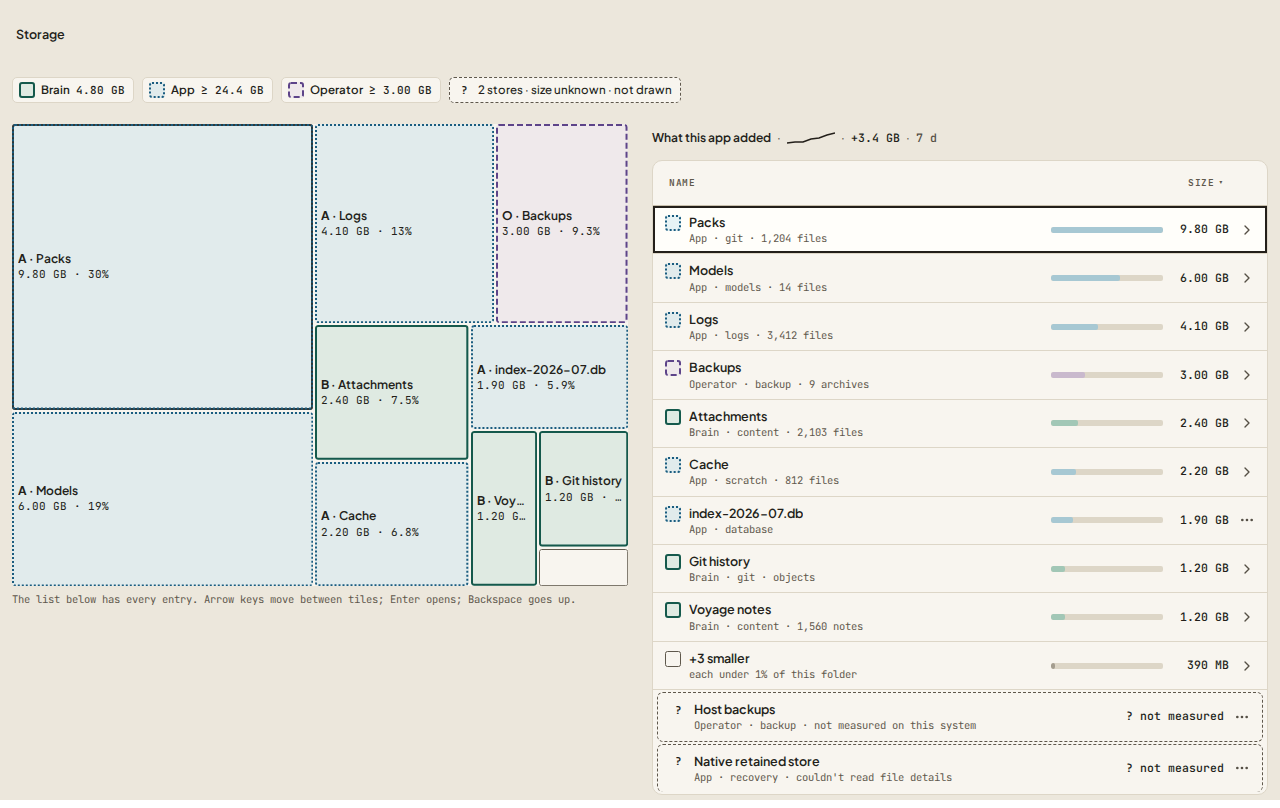 Storage
Brain 4.80 GB
App ≥ 24.4 GB
Operator ≥ 3.00 GB
? 2 stores · size unknown · not drawn
A · Packs
9.80 GB · 30%
A · Logs
4.10 GB · 13%
O · Backups
3.00 GB · 9.3%
B · Attachments
2.40 GB · 7.5%
A · index-2026-07.db
1.90 GB · 5.9%
A · Models
6.00 GB · 19%
A · Cache
2.20 GB · 6.8%
B · Voy…
1.20 G…
B · Git history
1.20 GB · …
The list below has every entry. Arrow keys move between tiles; Enter opens; Backspace goes up.
What this app added · · +3.4 GB · 7 d
NAME SIZE ▾
Packs
App · git · 1,204 files
9.80 GB
Models
App · models · 14 files
6.00 GB
Logs
App · logs · 3,412 files
4.10 GB
Backups
Operator · backup · 9 archives
3.00 GB
Attachments
Brain · content · 2,103 files
2.40 GB
Cache
App · scratch · 812 files
2.20 GB
index-2026-07.db
App · database
1.90 GB ⋯
Git history
Brain · git · objects
1.20 GB
Voyage notes
Brain · content · 1,560 notes
1.20 GB
+3 smaller
each under 1% of this folder
390 MB
? Host backups
Operator · backup · not measured on this system
? not measured ⋯
? Native retained store
App · recovery · couldn't read file details
? not measured ⋯